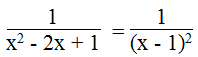 1/(x² - 2x + 1) = 1/(x - 1)²